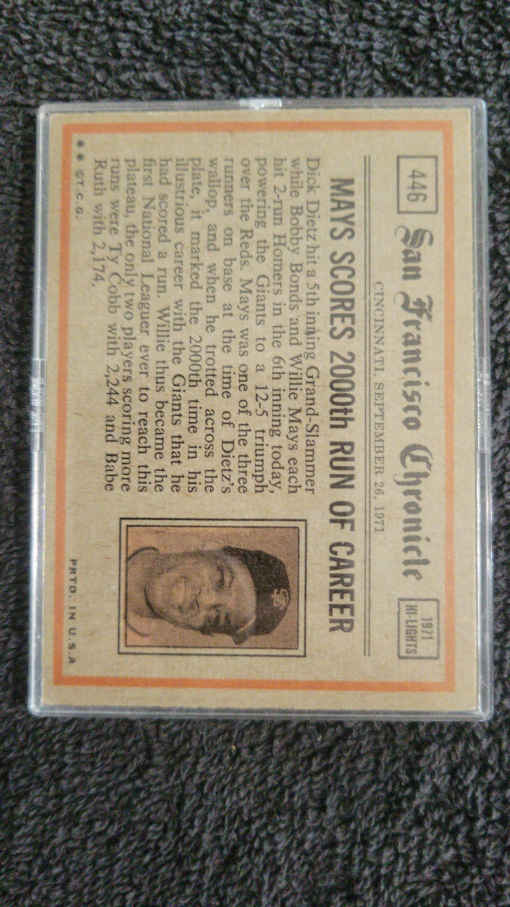 446
San Francisco Chronicle
1971
HI-LIGHTS
CINCINNATI, SEPTEMBER 26, 1971
MAYS SCORES 2000th RUN OF CAREER
Dick Dietz hit a 5th inning Grand-Slammer
while Bobby Bonds and Willie Mays each
hit 2-run Homers in the 6th inning today,
powering the Giants to a 12-5 triumph
over the Reds. Mays was one of the three
runners on base at the time of Dietz's
wallop, and when he trotted across the
plate, it marked the 2000th time in his
illustrious career with the Giants that he
had scored a run. Willie thus became the
first National Leaguer ever to reach this
plateau, the only two players scoring more
runs were Ty Cobb with 2,244 and Babe
Ruth with 2,174.
SF
* * ©T.C.G.
PRTD. IN U.S.A